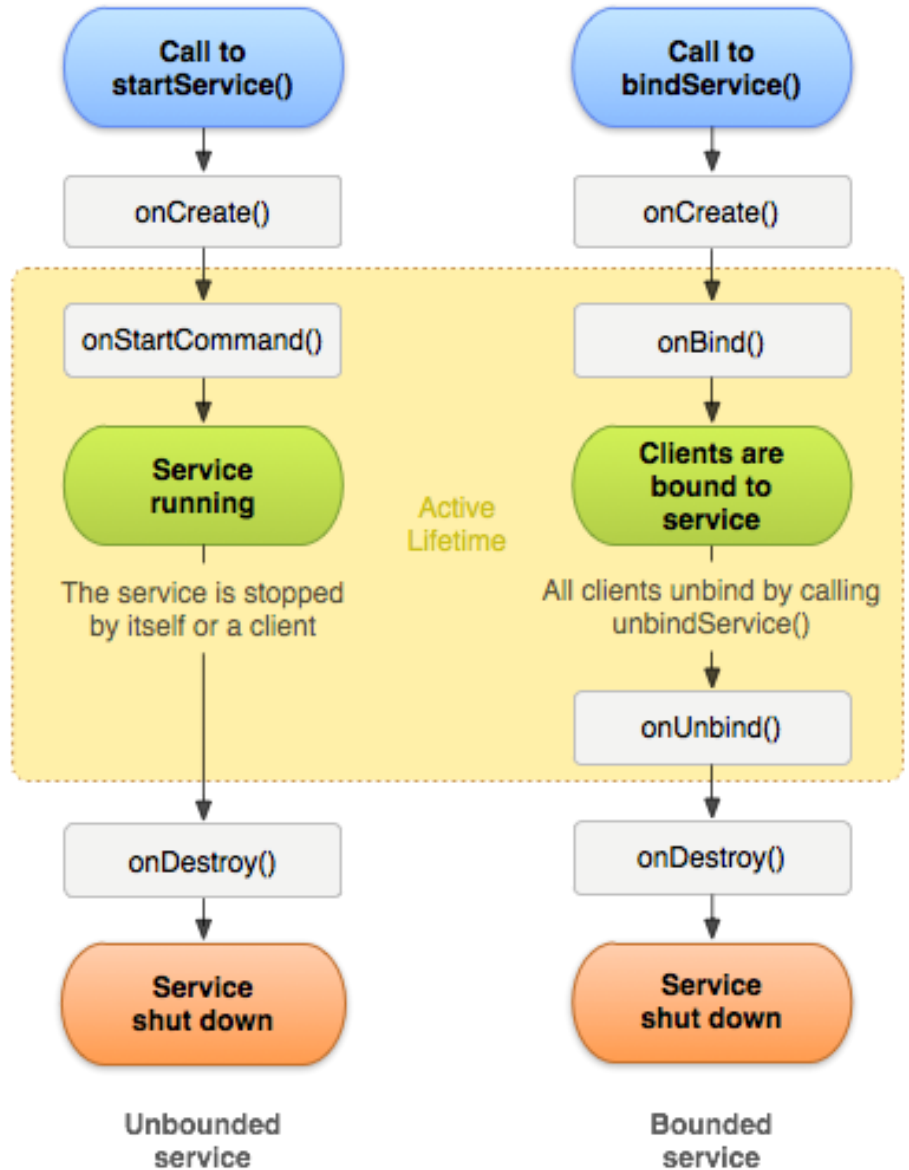 Call to
startService()
onCreate()
onStartCommand()
Service
running
The service is stopped
by itself or a client
onDestroy()
Service
shut down
Unbounded
service
Active
Lifetime
Call to
bindService()
onCreate()
onBind()
Clients are
bound to
service
All clients unbind by calling
unbindService()
onUnbind()
onDestroy()
Service
shut down
Bounded
service